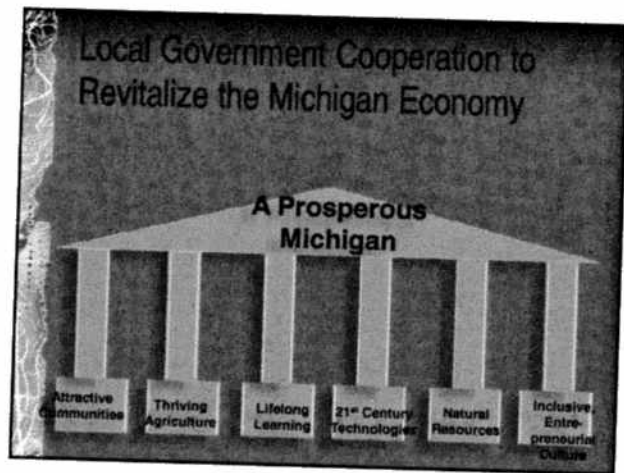 Local Government Cooperation to
Revitalize the Michigan Economy
A Prosperous
Michigan
Attractive
Communities
Thriving
Agriculture
Lifelong
Learning
21st Century
Technologies
Natural
Resources
Inclusive,
Entre-
preneurial
Culture